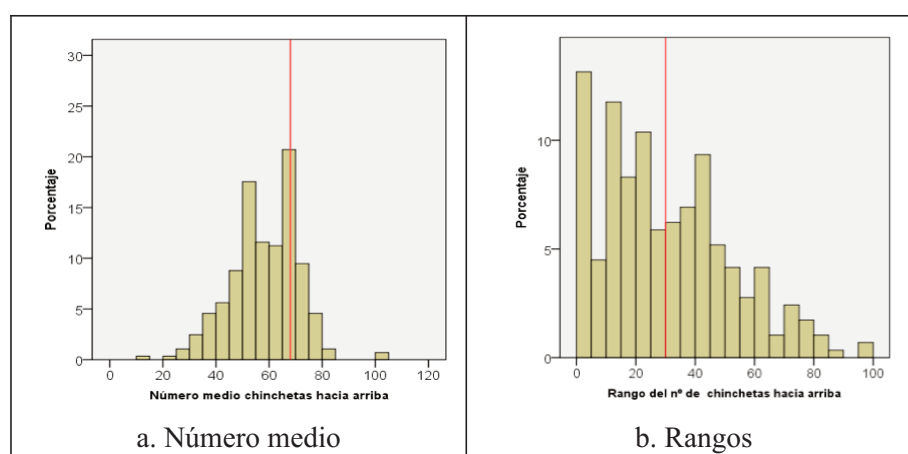 30
25
20
15
10
5
0
Porcentaje
0 20 40 60 80 100 120
Número medio chinchetas hacia arriba
a. Número medio
10
5
0
Porcentaje
0 20 40 60 80 100
Rango del nº de chinchetas hacia arriba
b. Rangos